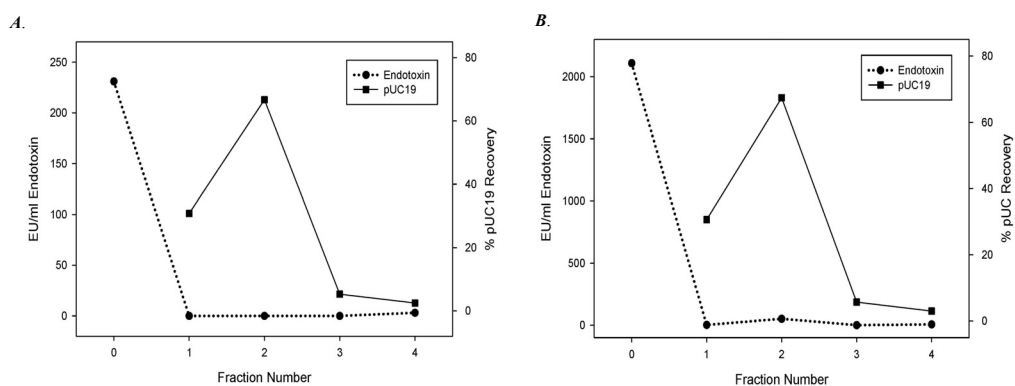 A.
250
200
150
100
50
0
EU/ml Endotoxin
80
60
40
20
0
% pUC19 Recovery
Endotoxin
pUC19
0 1 2 3 4
Fraction Number
B.
2000
1500
1000
500
0
EU/ml Endotoxin
80
60
40
20
0
% pUC Recovery
Endotoxin
pUC19
0 1 2 3 4
Fraction Number